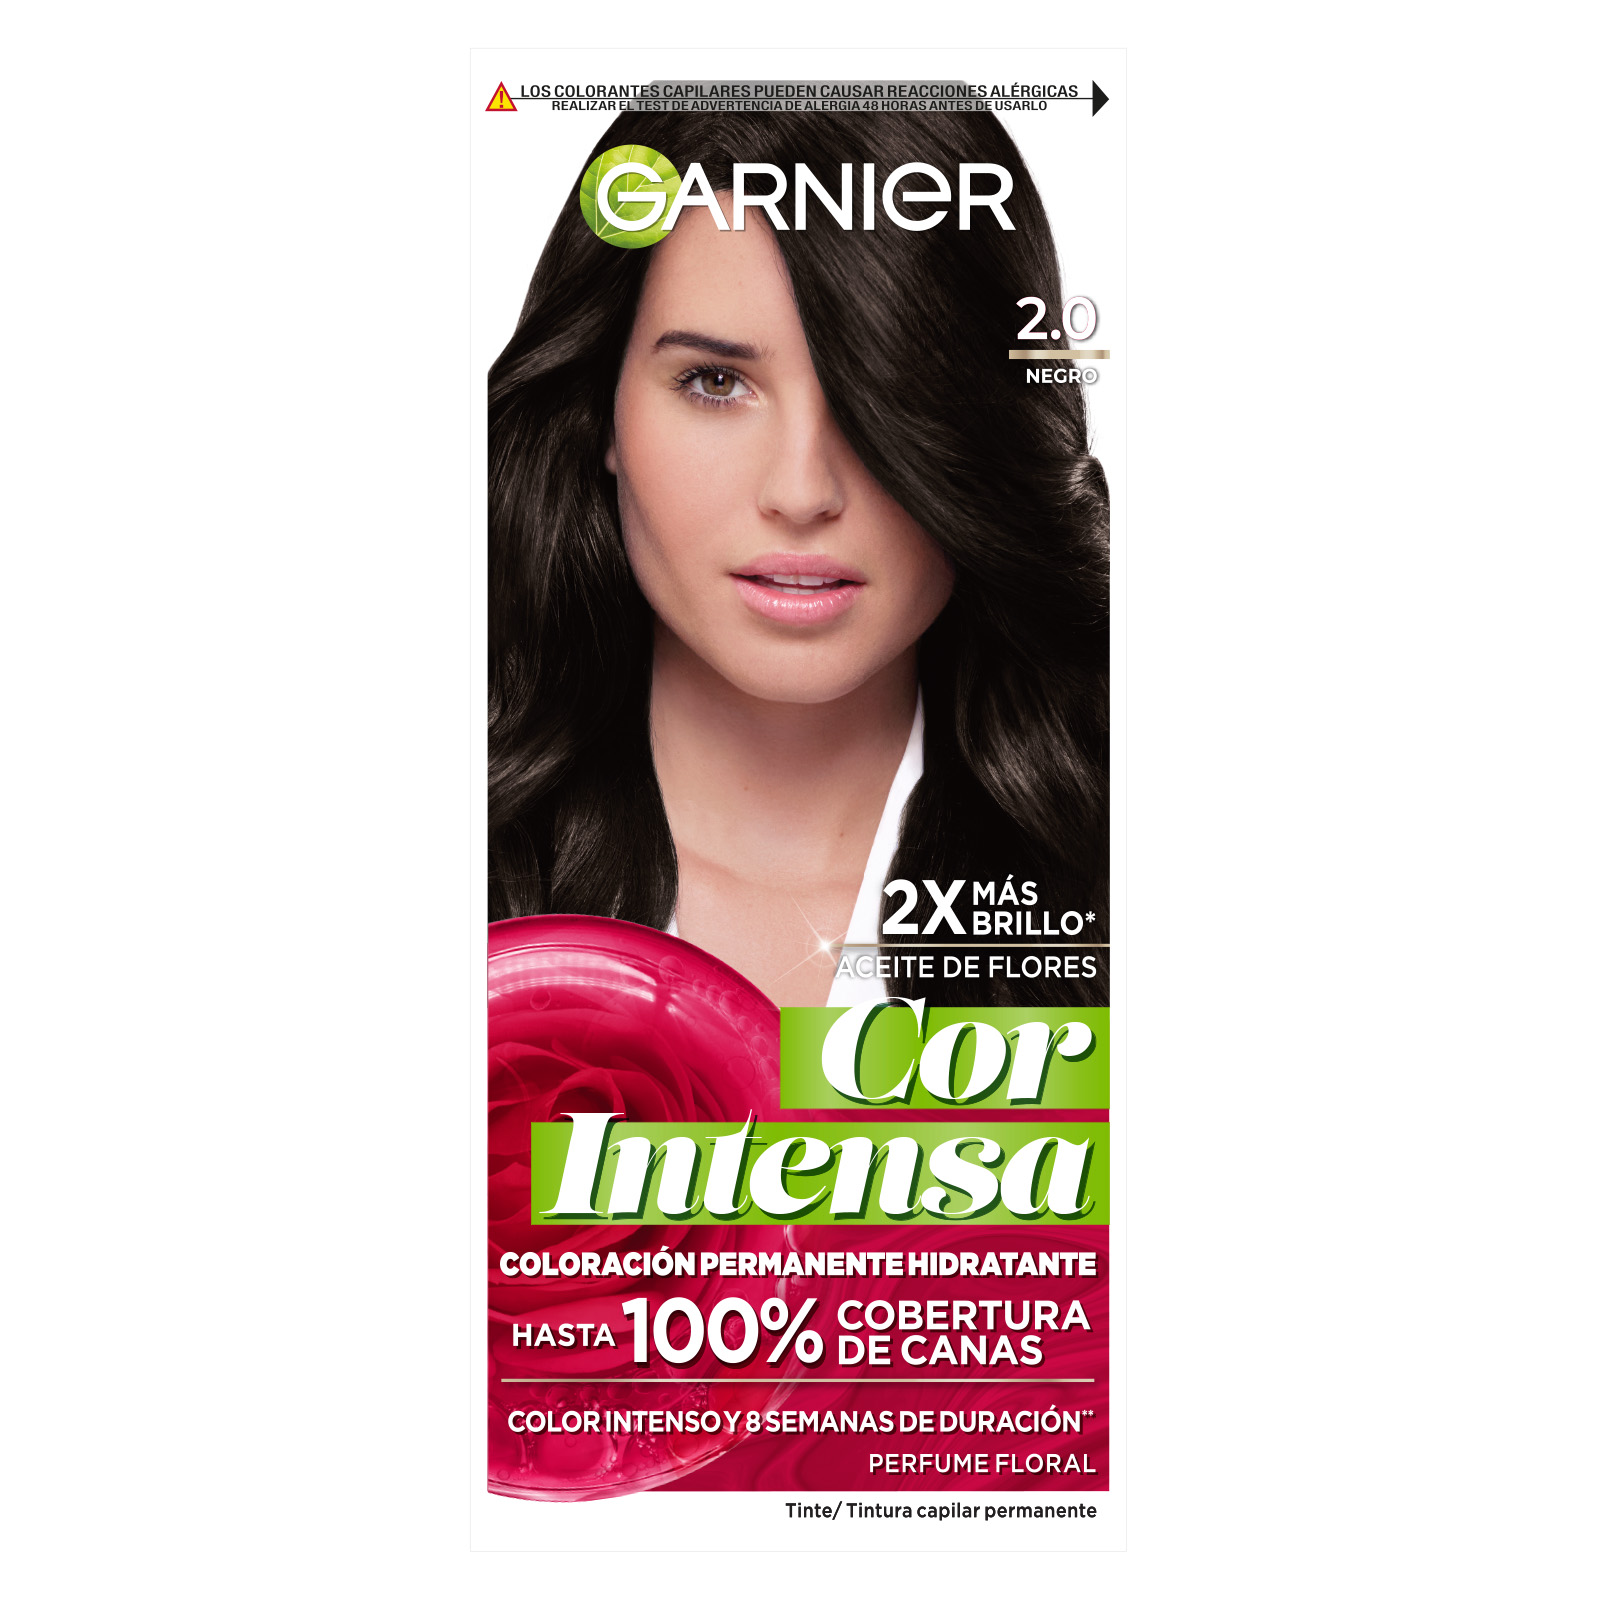 LOS COLORANTES CAPILARES PUEDEN CAUSAR REACCIONES ALÉRGICAS
REALIZAR EL TEST DE ADVERTENCIA DE ALERGIA 48 HORAS ANTES DE USARLO
GARNIER
2.0
NEGRO
2X MÁS
BRILLO*
ACEITE DE FLORES
Cor
Intensa
COLORACIÓN PERMANENTE HIDRATANTE
HASTA 100% COBERTURA
DE CANAS
COLOR INTENSO Y 8 SEMANAS DE DURACIÓN**
PERFUME FLORAL
Tinte/ Tintura capilar permanente